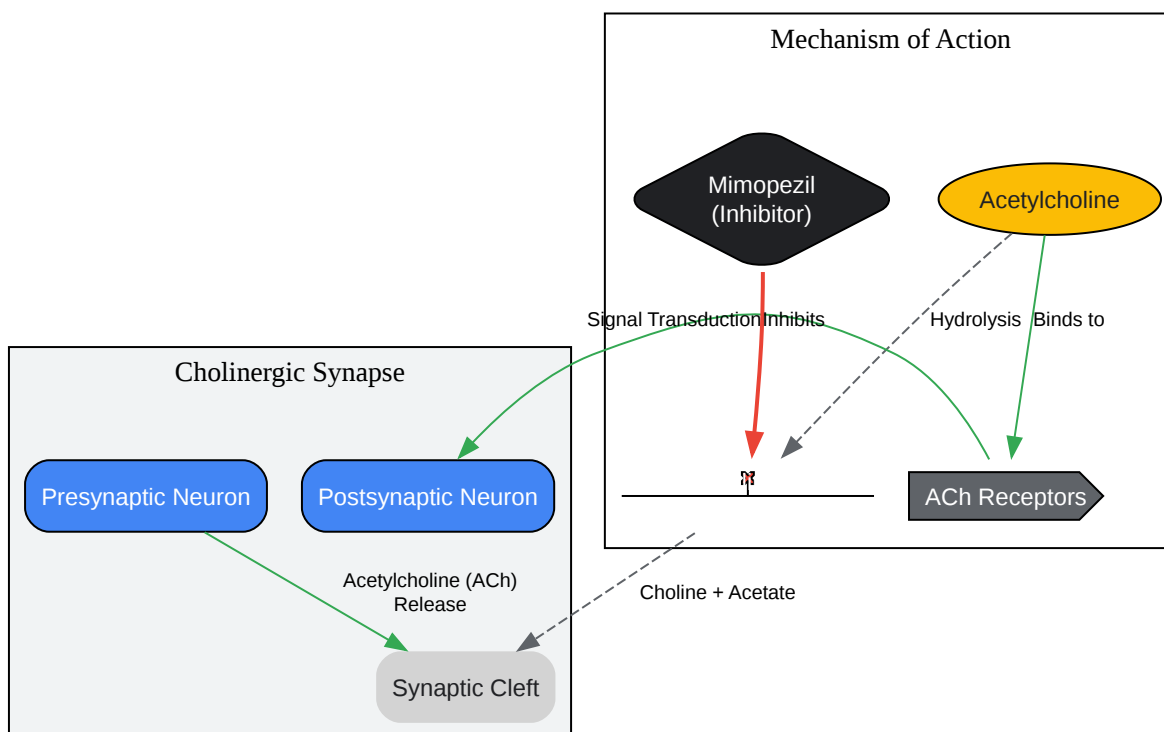 Mechanism of Action
Mimopezil
(Inhibitor)
Acetylcholine
Signal Transduction
Inhibits
Hydrolysis
Binds to
Cholinergic Synapse
Presynaptic Neuron
Postsynaptic Neuron
ACh Receptors
Acetylcholine (ACh)
Release
Choline + Acetate
Synaptic Cleft